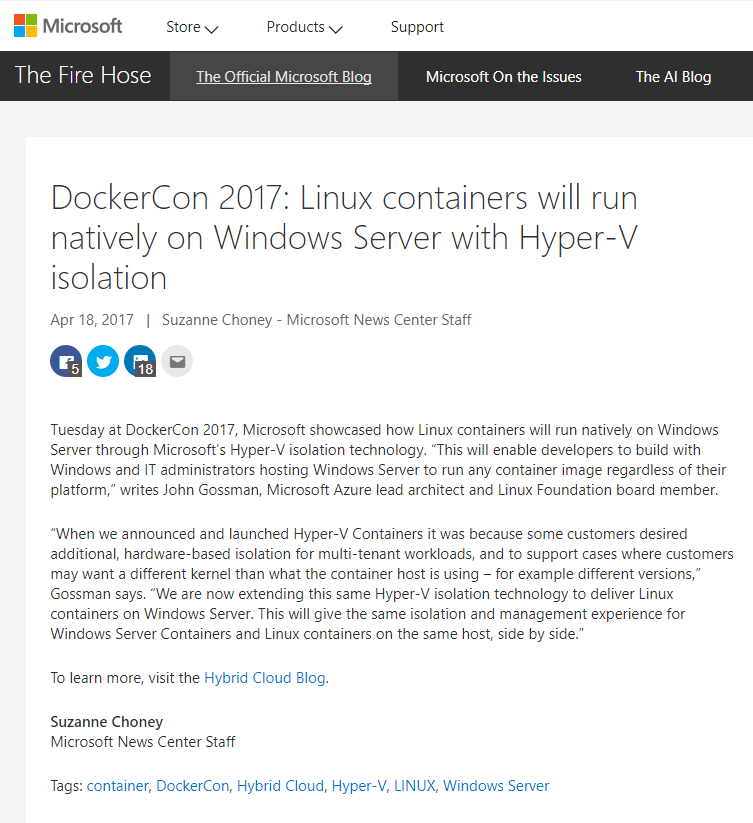 Microsoft Store Products Support
The Fire Hose The Official Microsoft Blog Microsoft On the Issues The AI Blog
DockerCon 2017: Linux containers will run
natively on Windows Server with Hyper-V
isolation
Apr 18, 2017 | Suzanne Choney - Microsoft News Center Staff
5 18
Tuesday at DockerCon 2017, Microsoft showcased how Linux containers will run natively on Windows
Server through Microsoft’s Hyper-V isolation technology. “This will enable developers to build with
Windows and IT administrators hosting Windows Server to run any container image regardless of their
platform,” writes John Gossman, Microsoft Azure lead architect and Linux Foundation board member.
“When we announced and launched Hyper-V Containers it was because some customers desired
additional, hardware-based isolation for multi-tenant workloads, and to support cases where customers
may want a different kernel than what the container host is using – for example different versions,”
Gossman says. “We are now extending this same Hyper-V isolation technology to deliver Linux
containers on Windows Server. This will give the same isolation and management experience for
Windows Server Containers and Linux containers on the same host, side by side.”
To learn more, visit the Hybrid Cloud Blog.
Suzanne Choney
Microsoft News Center Staff
Tags: container, DockerCon, Hybrid Cloud, Hyper-V, LINUX, Windows Server